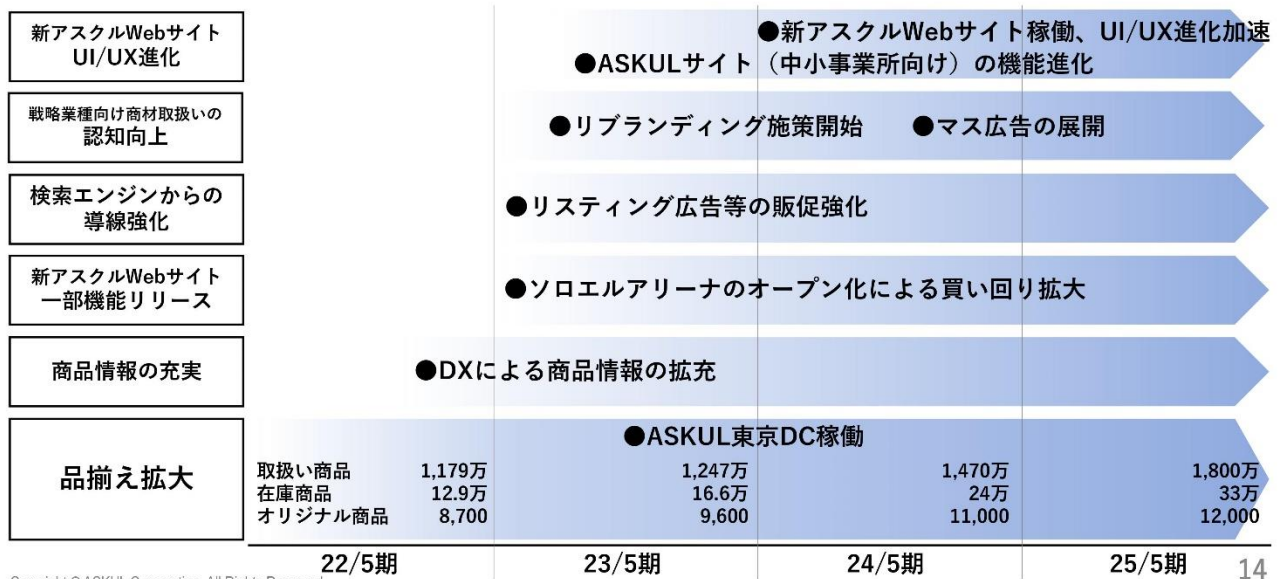 新アスクルWebサイト
UI/UX進化
●新アスクルWebサイト稼働、UI/UX進化加速
●ASKULサイト（中小事業所向け）の機能進化
戦略業種向け商材取扱いの
認知向上
●リブランディング施策開始 ●マス広告の展開
検索エンジンからの
導線強化
●リスティング広告等の販促強化
新アスクルWebサイト
一部機能リリース
●ソロエルアリーナのオープン化による買い回り拡大
商品情報の充実
●DXによる商品情報の拡充
品揃え拡大
●ASKUL東京DC稼働
取扱い商品 1,179万 1,247万 1,470万 1,800万
在庫商品 12.9万 16.6万 24万 33万
オリジナル商品 8,700 9,600 11,000 12,000
22/5期 23/5期 24/5期 25/5期
14